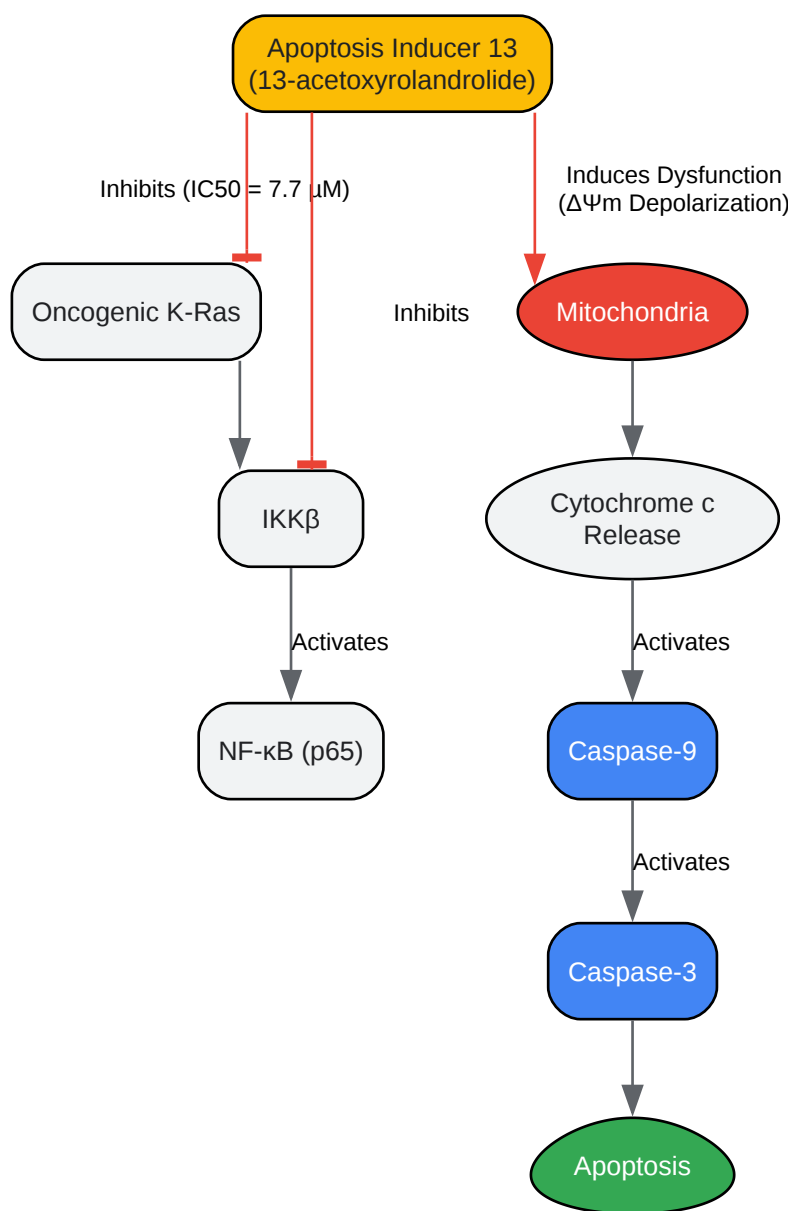 Apoptosis Inducer 13
(13-acetoxyrolandrolide)
Inhibits (IC50 = 7.7 µM)
Induces Dysfunction
(ΔΨm Depolarization)
Oncogenic K-Ras
Inhibits
Mitochondria
IKKβ
Cytochrome c
Release
Activates
Activates
NF-κB (p65)
Caspase-9
Activates
Caspase-3
Apoptosis